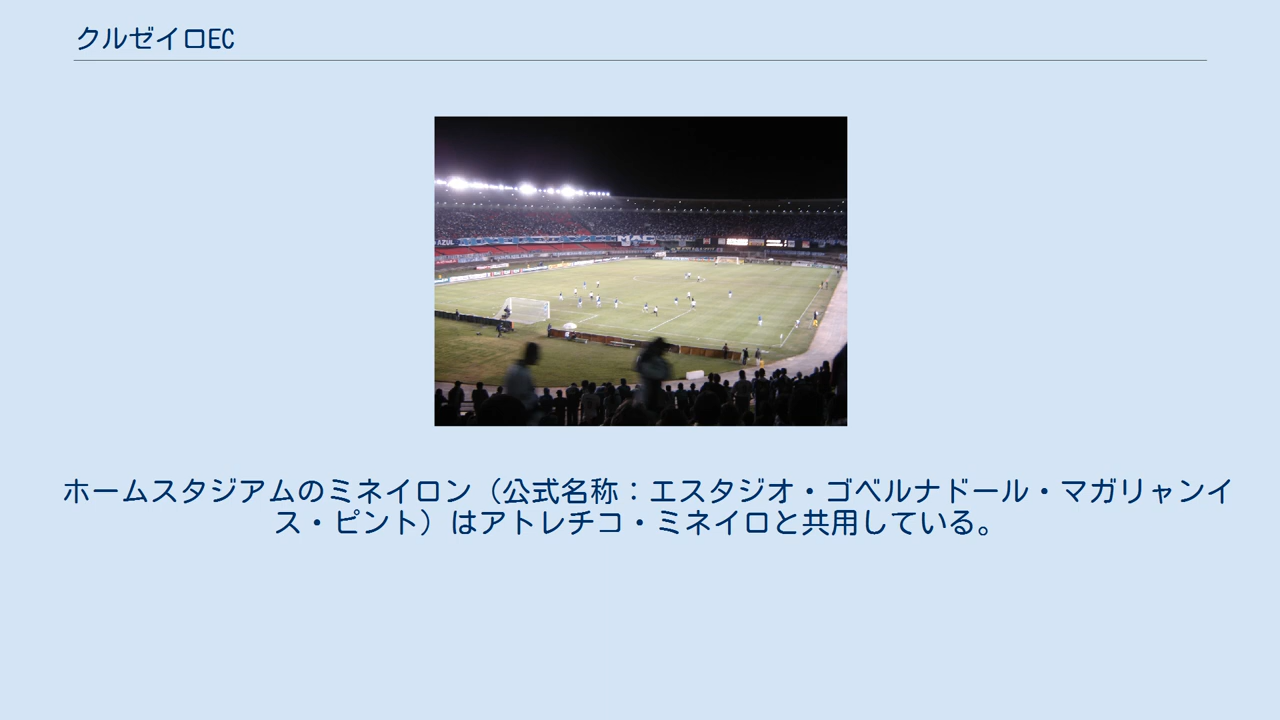 クルゼイロEC
AZUL
MAC
ホームスタジアムのミネイロン（公式名称：エスタジオ・ゴベルナドール・マガリャンイ
ス・ピント）はアトレチコ・ミネイロと共用している。